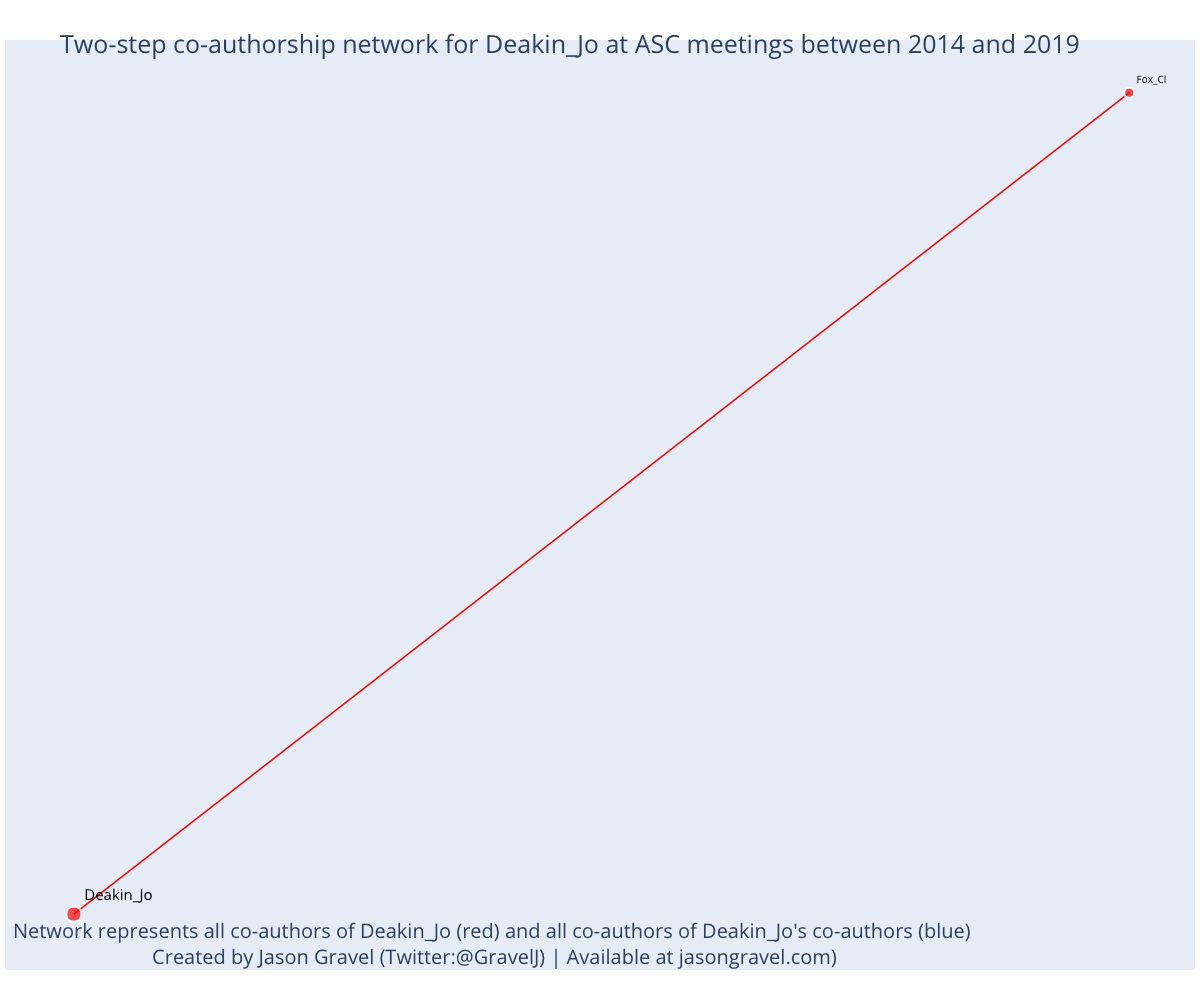 Two-step co-authorship network for Deakin_Jo at ASC meetings between 2014 and 2019
Fox_Cl
Deakin_Jo
Network represents all co-authors of Deakin_Jo (red) and all co-authors of Deakin_Jo's co-authors (blue)
Created by Jason Gravel (Twitter:@GravelJ) | Available at jasongravel.com)